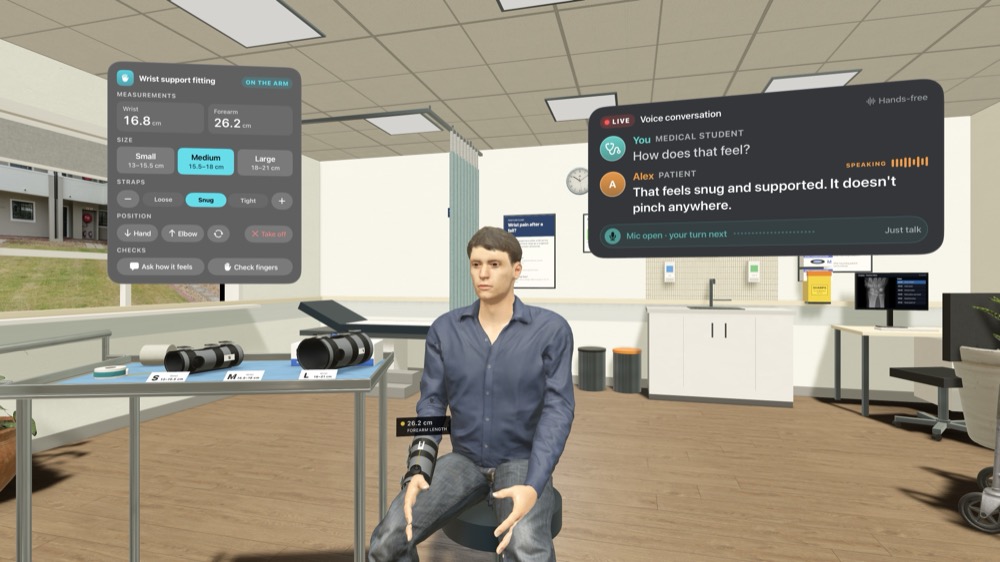 Wrist support fitting
ON THE ARM
MEASUREMENTS
Wrist
16.8 cm
Forearm
26.2 cm
SIZE
Small
13–15.5 cm
Medium
15.5–18 cm
Large
18–21 cm
STRAPS
− Loose Snug Tight +
POSITION
↓ Hand ↑ Elbow × Take off
CHECKS
Ask how it feels
Check fingers
LIVE Voice conversation
Hands-free
You MEDICAL STUDENT
How does that feel?
Alex PATIENT
SPEAKING
A
That feels snug and supported. It doesn't
pinch anywhere.
Mic open · your turn next
Just talk
Wrist pain after a
fall?
26.2 cm
FOREARM LENGTH
S
M
L